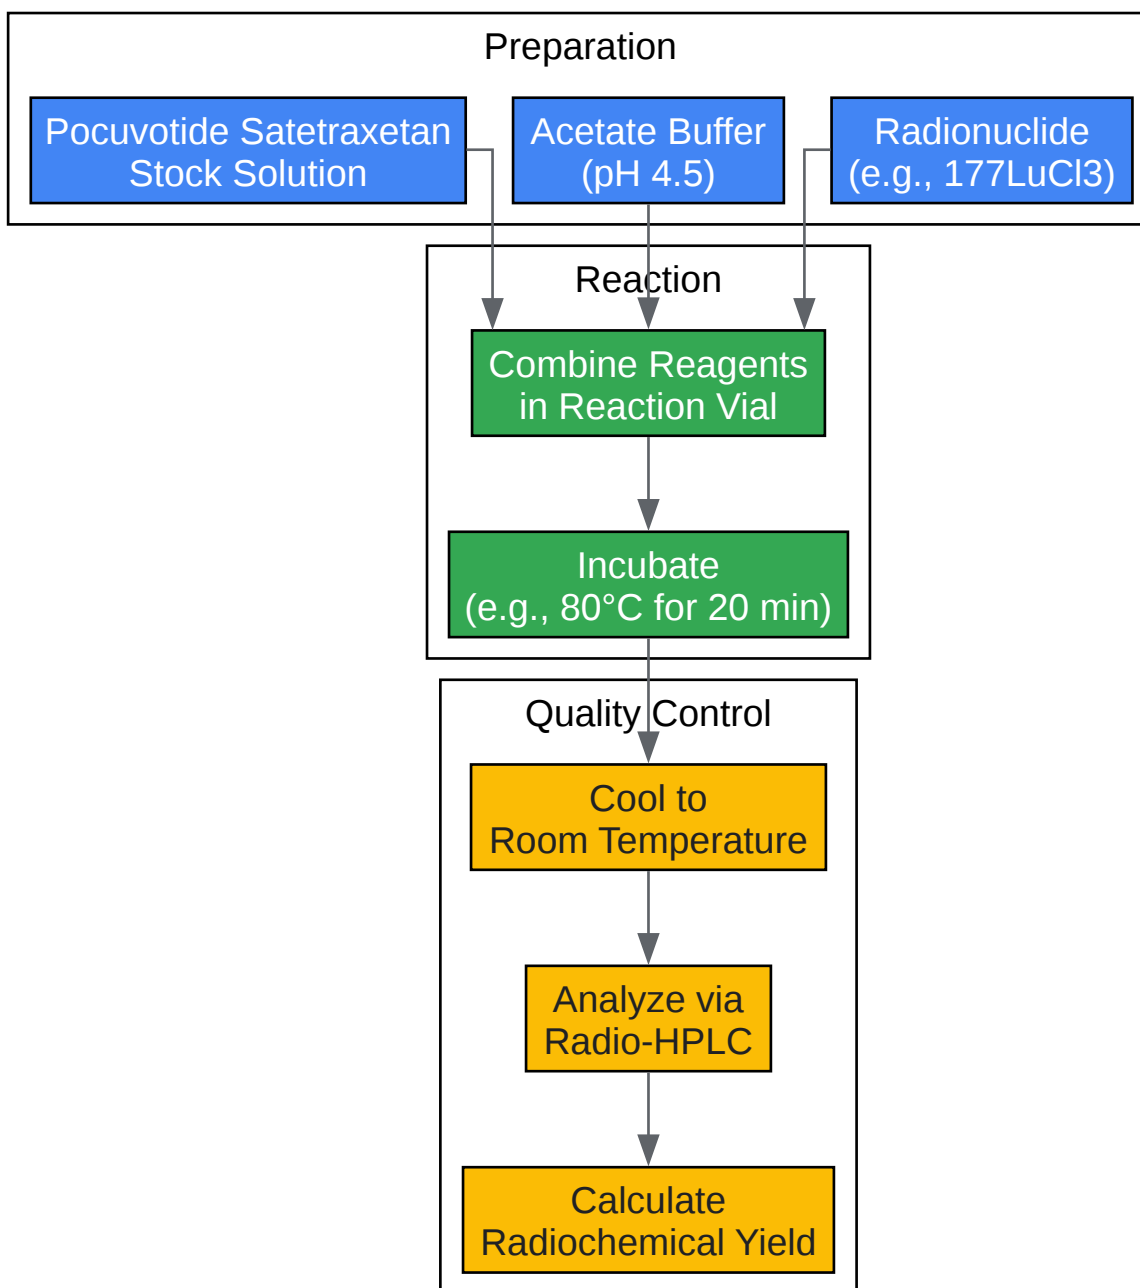 Preparation
Pocuvotide Satetraxetan
Stock Solution
Acetate Buffer
(pH 4.5)
Radionuclide
(e.g., 177LuCl3)
Reaction
Combine Reagents
in Reaction Vial
Incubate
(e.g., 80°C for 20 min)
Quality Control
Cool to
Room Temperature
Analyze via
Radio-HPLC
Calculate
Radiochemical Yield